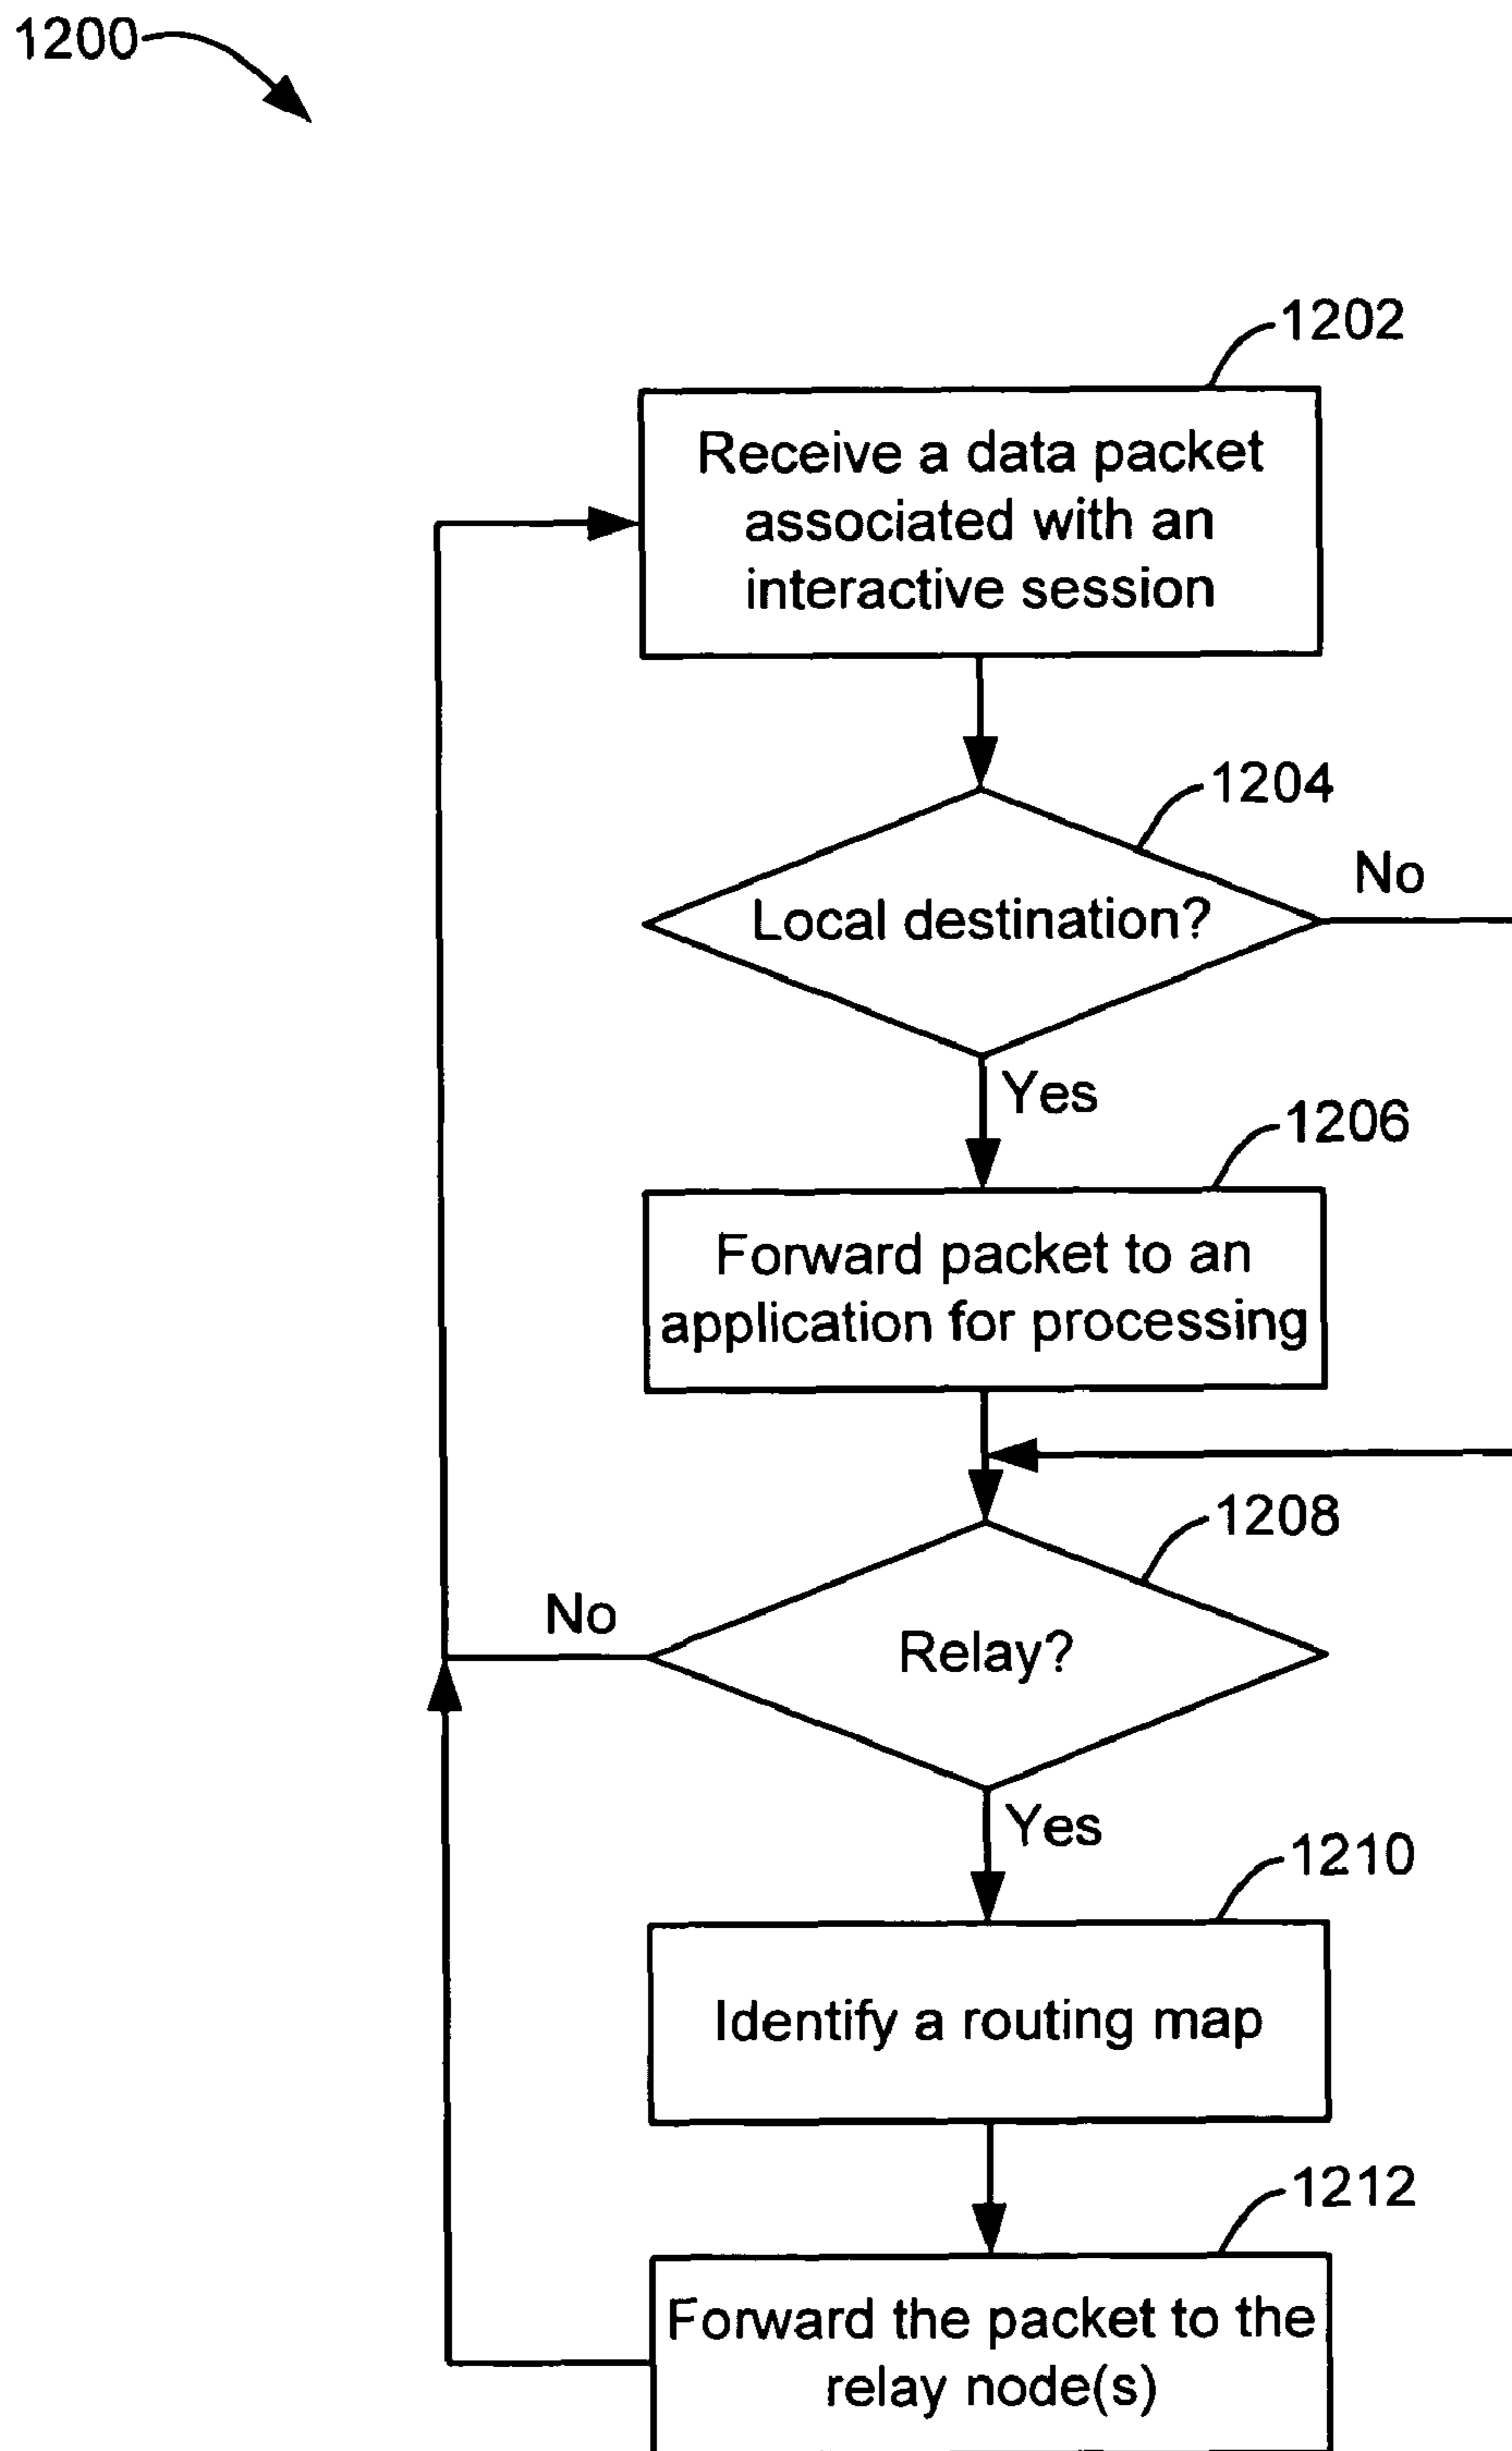 1200
1202
Receive a data packet
associated with an
interactive session
1204
No
Local destination?
Yes
1206
Forward packet to an
application for processing
1208
No
Relay?
Yes
1210
Identify a routing map
1212
Forward the packet to the
relay node(s)